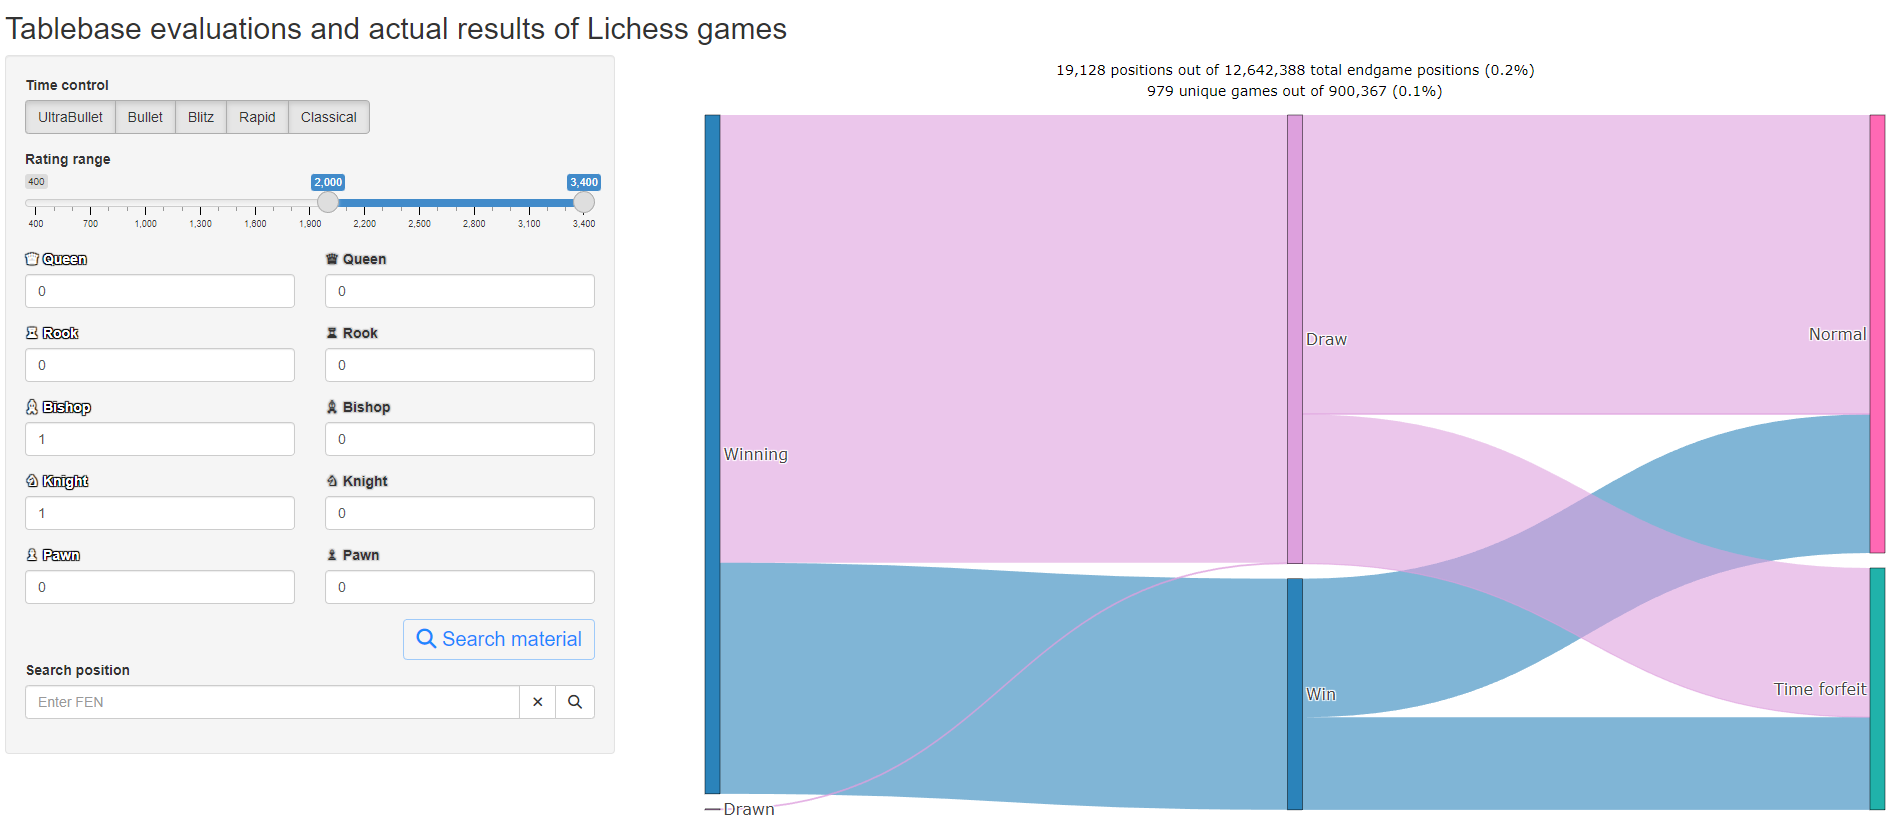 Tablebase evaluations and actual results of Lichess games
Time control
UltraBullet Bullet Blitz Rapid Classical
Rating range
400 2,000 3,400
400 700 1,000 1,300 1,600 1,900 2,200 2,500 2,800 3,100 3,400
Queen Queen
0 0
Rook Rook
0 0
Bishop Bishop
1 0
Knight Knight
1 0
Pawn Pawn
0 0
Search material
Search position
Enter FEN
19,128 positions out of 12,642,388 total endgame positions (0.2%)
979 unique games out of 900,367 (0.1%)
Winning
Drawn
Draw
Win
Normal
Time forfeit